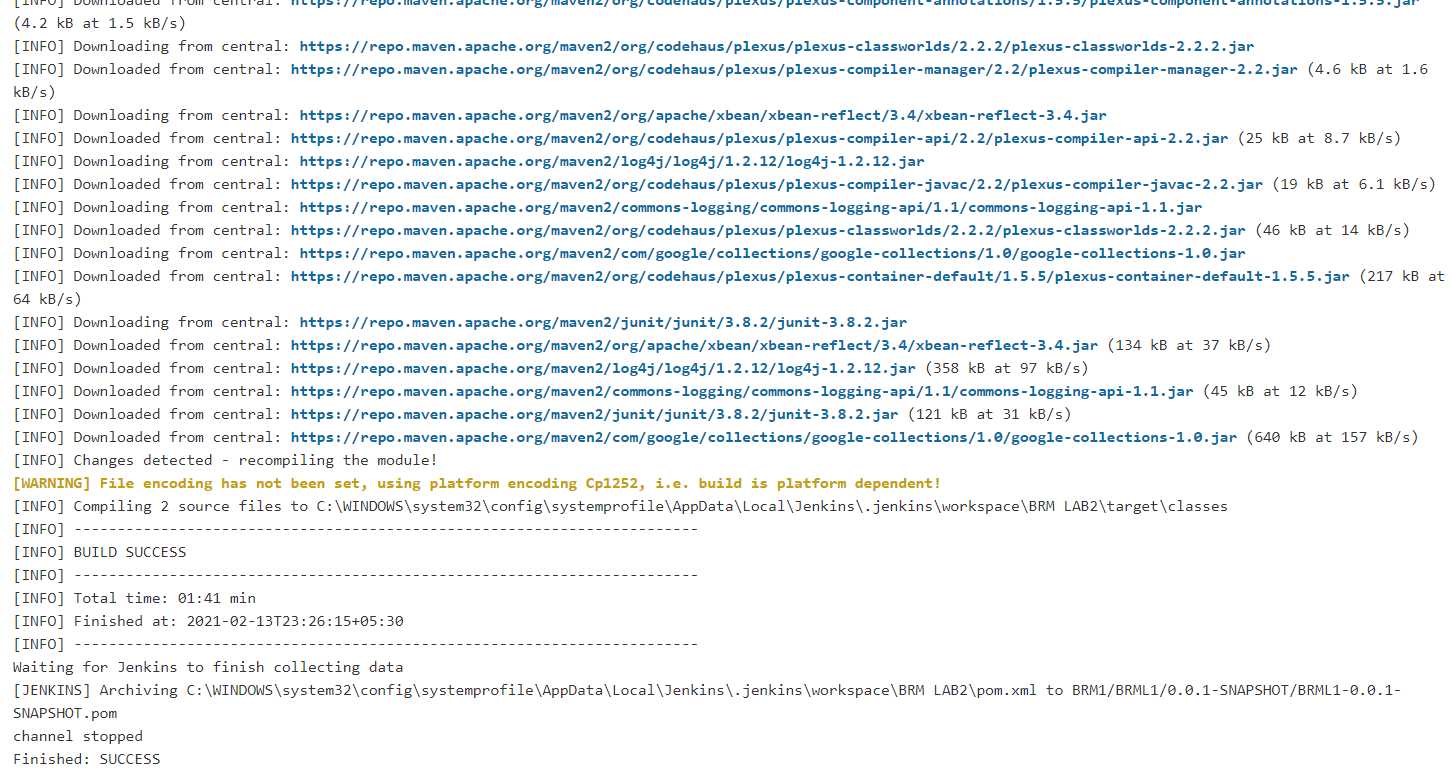 [INFO] Downloaded from central: https://repo.maven.apache.org/maven2/org/codehaus/plexus/plexus-component-annotations/1.5.5/plexus-component-annotations-1.5.5.jar
(4.2 kB at 1.5 kB/s)
[INFO] Downloading from central: https://repo.maven.apache.org/maven2/org/codehaus/plexus/plexus-classworlds/2.2.2/plexus-classworlds-2.2.2.jar
[INFO] Downloaded from central: https://repo.maven.apache.org/maven2/org/codehaus/plexus/plexus-compiler-manager/2.2/plexus-compiler-manager-2.2.jar (4.6 kB at 1.6
kB/s)
[INFO] Downloading from central: https://repo.maven.apache.org/maven2/org/apache/xbean/xbean-reflect/3.4/xbean-reflect-3.4.jar
[INFO] Downloaded from central: https://repo.maven.apache.org/maven2/org/codehaus/plexus/plexus-compiler-api/2.2/plexus-compiler-api-2.2.jar (25 kB at 8.7 kB/s)
[INFO] Downloading from central: https://repo.maven.apache.org/maven2/log4j/log4j/1.2.12/log4j-1.2.12.jar
[INFO] Downloaded from central: https://repo.maven.apache.org/maven2/org/codehaus/plexus/plexus-compiler-javac/2.2/plexus-compiler-javac-2.2.jar (19 kB at 6.1 kB/s)
[INFO] Downloading from central: https://repo.maven.apache.org/maven2/commons-logging/commons-logging-api/1.1/commons-logging-api-1.1.jar
[INFO] Downloaded from central: https://repo.maven.apache.org/maven2/org/codehaus/plexus/plexus-classworlds/2.2.2/plexus-classworlds-2.2.2.jar (46 kB at 14 kB/s)
[INFO] Downloading from central: https://repo.maven.apache.org/maven2/com/google/collections/google-collections/1.0/google-collections-1.0.jar
[INFO] Downloaded from central: https://repo.maven.apache.org/maven2/org/codehaus/plexus/plexus-container-default/1.5.5/plexus-container-default-1.5.5.jar (217 kB at
64 kB/s)
[INFO] Downloading from central: https://repo.maven.apache.org/maven2/junit/junit/3.8.2/junit-3.8.2.jar
[INFO] Downloaded from central: https://repo.maven.apache.org/maven2/org/apache/xbean/xbean-reflect/3.4/xbean-reflect-3.4.jar (134 kB at 37 kB/s)
[INFO] Downloaded from central: https://repo.maven.apache.org/maven2/log4j/log4j/1.2.12/log4j-1.2.12.jar (358 kB at 97 kB/s)
[INFO] Downloaded from central: https://repo.maven.apache.org/maven2/commons-logging/commons-logging-api/1.1/commons-logging-api-1.1.jar (45 kB at 12 kB/s)
[INFO] Downloaded from central: https://repo.maven.apache.org/maven2/junit/junit/3.8.2/junit-3.8.2.jar (121 kB at 31 kB/s)
[INFO] Downloaded from central: https://repo.maven.apache.org/maven2/com/google/collections/google-collections/1.0/google-collections-1.0.jar (640 kB at 157 kB/s)
[INFO] Changes detected - recompiling the module!
[WARNING] File encoding has not been set, using platform encoding Cp1252, i.e. build is platform dependent!
[INFO] Compiling 2 source files to C:\WINDOWS\system32\config\systemprofile\AppData\Local\Jenkins\.jenkins\workspace\BRM LAB2\target\classes
[INFO] ------------------------------------------------------------------------
[INFO] BUILD SUCCESS
[INFO] ------------------------------------------------------------------------
[INFO] Total time: 01:41 min
[INFO] Finished at: 2021-02-13T23:26:15+05:30
[INFO] ------------------------------------------------------------------------
Waiting for Jenkins to finish collecting data
[JENKINS] Archiving C:\WINDOWS\system32\config\systemprofile\AppData\Local\Jenkins\.jenkins\workspace\BRM LAB2\pom.xml to BRM1/BRML1/0.0.1-SNAPSHOT/BRML1-0.0.1-
SNAPSHOT.pom
channel stopped
Finished: SUCCESS